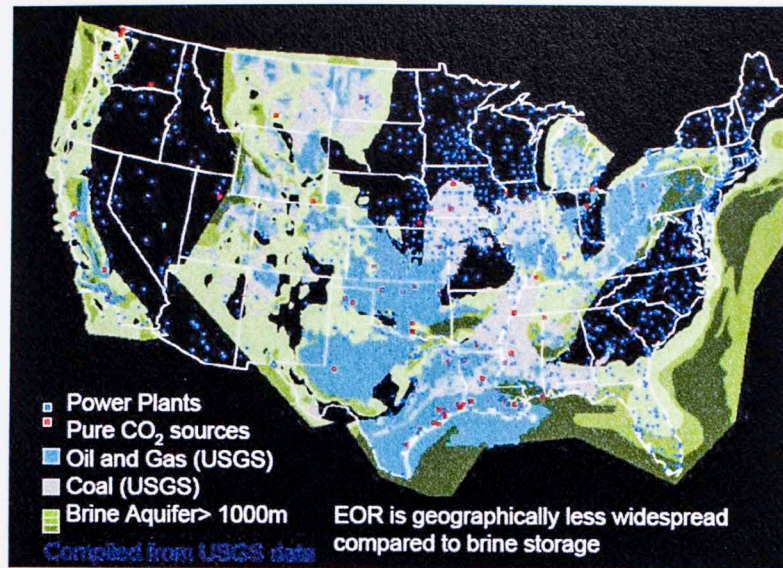 Power Plants
Pure CO₂ sources
Oil and Gas (USGS)
Coal (USGS)
Brine Aquifer> 1000m
Compiled from USGS data
EOR is geographically less widespread
compared to brine storage